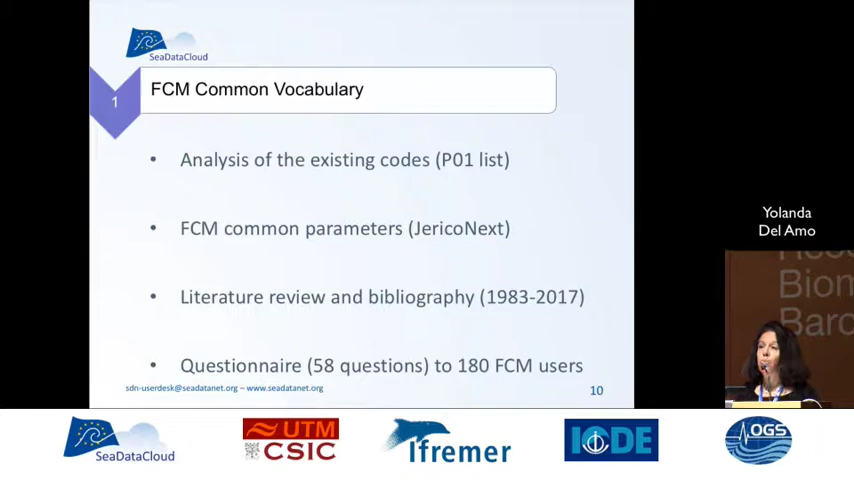 SeaDataCloud
1
FCM Common Vocabulary
• Analysis of the existing codes (P01 list)
• FCM common parameters (JericoNext)
• Literature review and bibliography (1983-2017)
• Questionnaire (58 questions) to 180 FCM users
sdn-userdesk@seadatanet.org – www.seadatanet.org
10
Yolanda
Del Amo
Biom
Barc
SeaDataCloud
UTM
CSIC
Ifremer
IODE
OGS